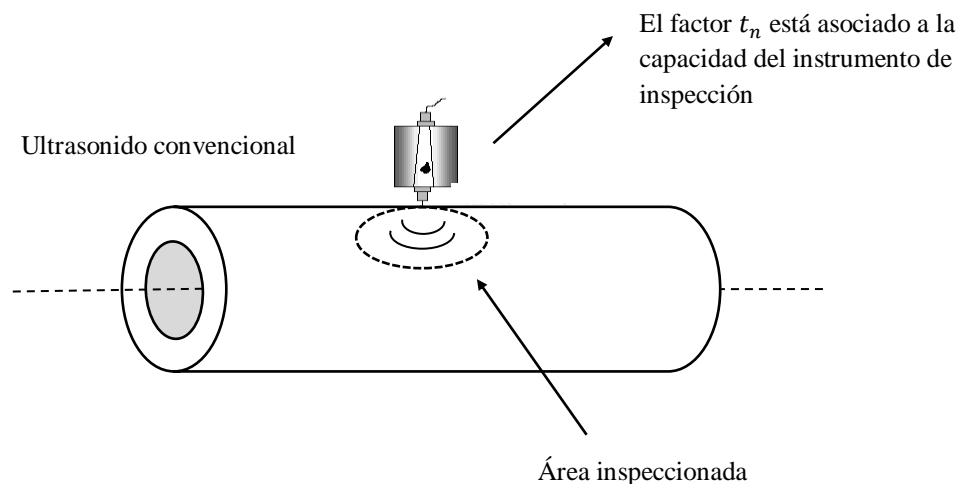 El factor 𝑡𝑛 está asociado a la
capacidad del instrumento de
inspección
Ultrasonido convencional
Área inspeccionada